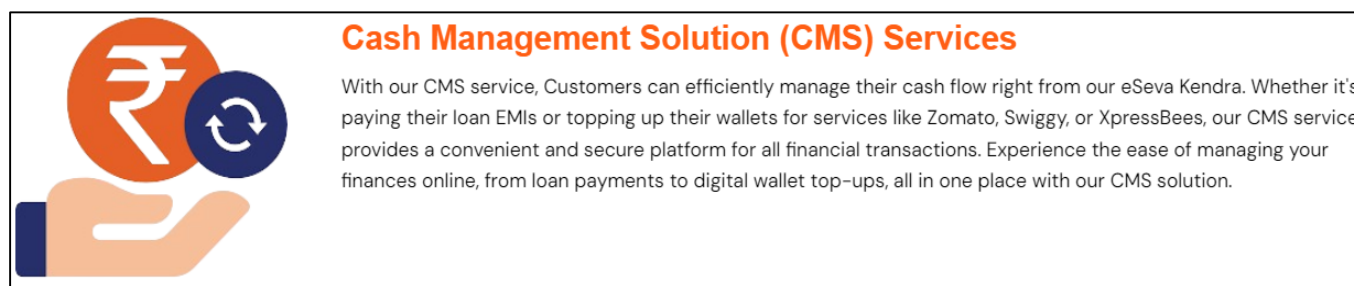 Cash Management Solution (CMS) Services
With our CMS service, Customers can efficiently manage their cash flow right from our eSeva Kendra. Whether it's
paying their loan EMIs or topping up their wallets for services like Zomato, Swiggy, or XpressBees, our CMS service
provides a convenient and secure platform for all financial transactions. Experience the ease of managing your
finances online, from loan payments to digital wallet top-ups, all in one place with our CMS solution.